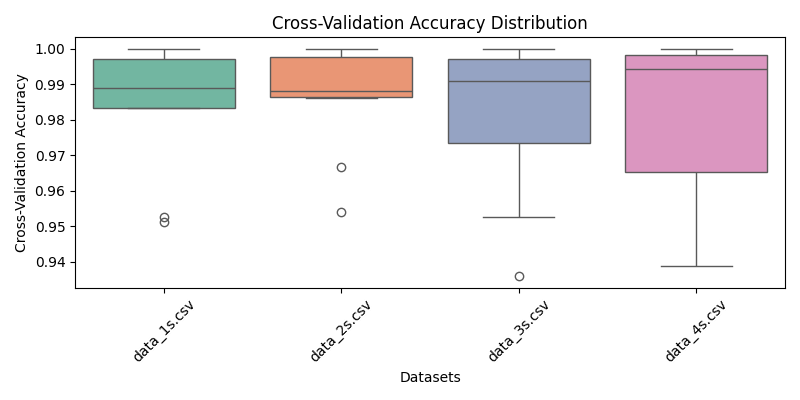 Cross-Validation Accuracy Distribution
Cross-Validation Accuracy
1.00
0.99
0.98
0.97
0.96
0.95
0.94
data_1s.csv
data_2s.csv
data_3s.csv
data_4s.csv
Datasets